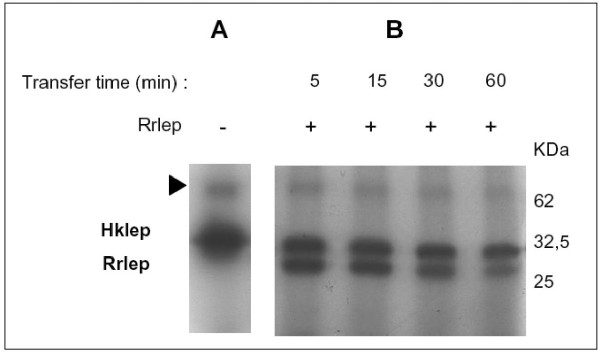 A B
Transfer time (min) : 5 15 30 60
Rrlep - + + + +
KDa
62
Hklep
32,5
Rrlep
25